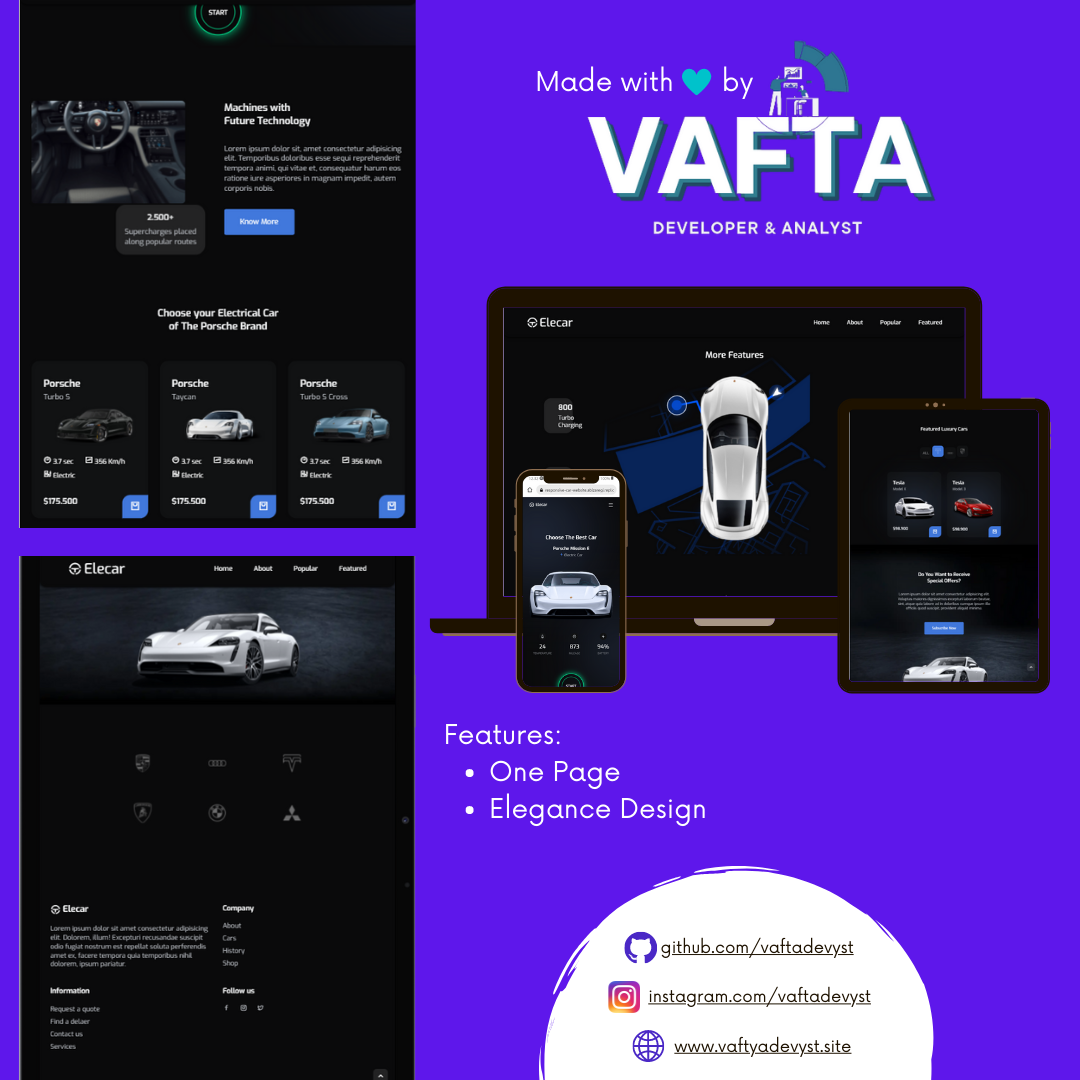 START
Machines with
Future Technology
Lorem ipsum dolor sit, amet consectetur adipisicing
elit. Temporibus doloribus esse sequi reprehenderit
tempora animi, qui vitae et, consequatur harum eos
ratione iure asperiores in magnam impedit, autem
corporis nobis.
2.500+
Supercharges placed
along popular routes
Know More
Choose your Electrical Car
of The Porsche Brand
Porsche
Turbo S
3.7 sec
356 Km/h
Electric
$175.500
Porsche
Taycan
3.7 sec
356 Km/h
Electric
$175.500
Porsche
Turbo S Cross
3.7 sec
356 Km/h
Electric
$175.500
Made with by
VAFTA
DEVELOPER & ANALYST
Elecar
Home About Popular Featured
More Features
800
Turbo
Charging
Elecar
Choose The Best Car
Porsche Mission E
Electric Car
24 873 94%
START
Featured Luxury Cars
Tesla
Model X
$98.900
Tesla
Model 3
$98.900
Do You Want to Receive
Special Offers?
Subscribe Now
Elecar
Home About Popular Featured
Elecar
Lorem ipsum dolor sit amet consectetur adipisicing
elit. Dolorem, illum! Excepturi recusandae suscipit
odio fugiat nostrum est repellat soluta perferendis
amet ex, facere tempora quia temporibus nihil
dolorem, ipsum pariatur.
Company
About
Cars
History
Shop
Information
Request a quote
Find a delaer
Contact us
Services
Follow us
Features:
• One Page
• Elegance Design
github.com/vaftadevyst
instagram.com/vaftadevyst
www.vaftyadevyst.site